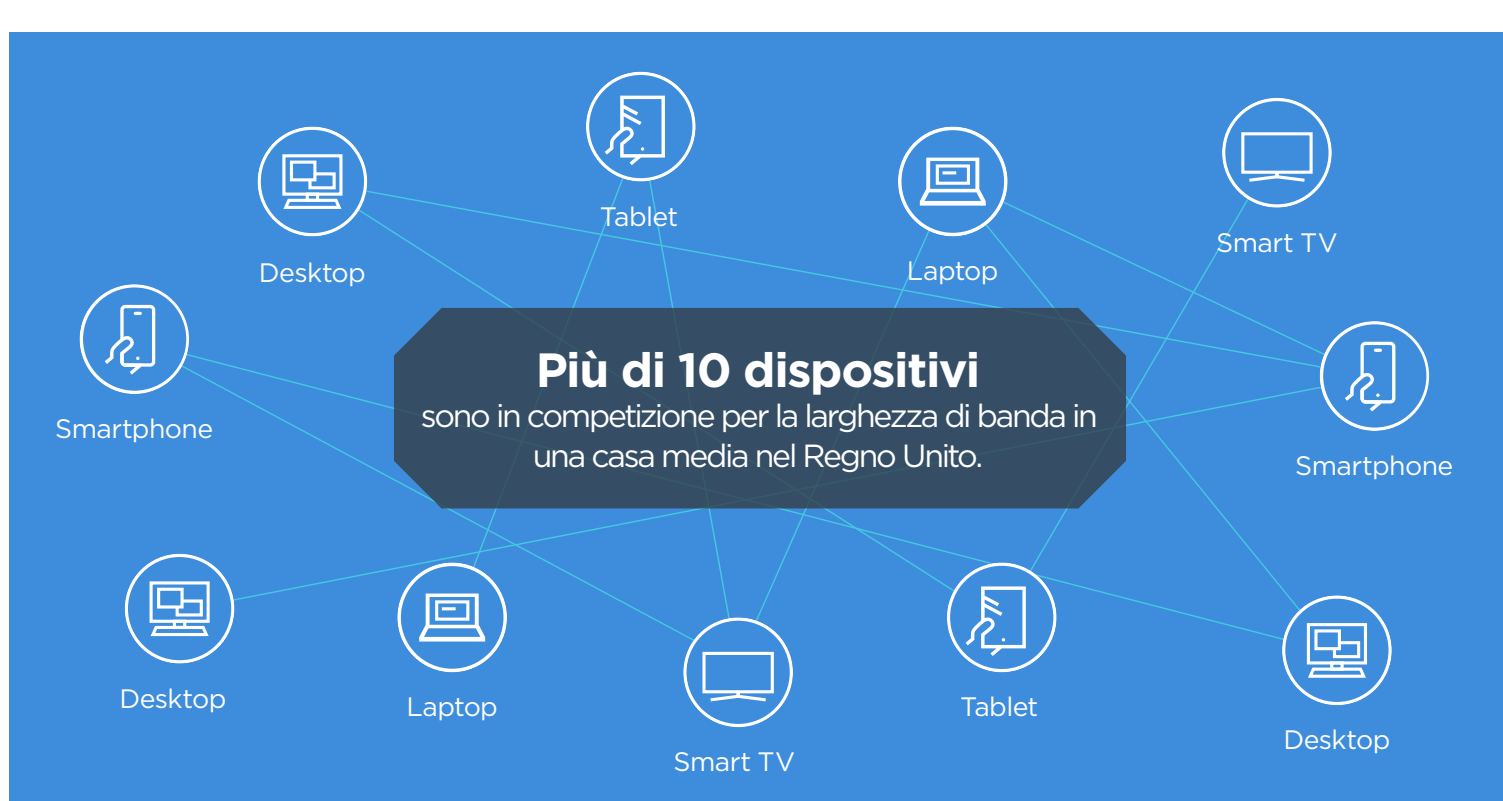 Tablet
Smart TV
Desktop
Laptop
Più di 10 dispositivi
sono in competizione per la larghezza di banda in
una casa media nel Regno Unito.
Smartphone
Smartphone
Desktop
Laptop
Smart TV
Tablet
Desktop